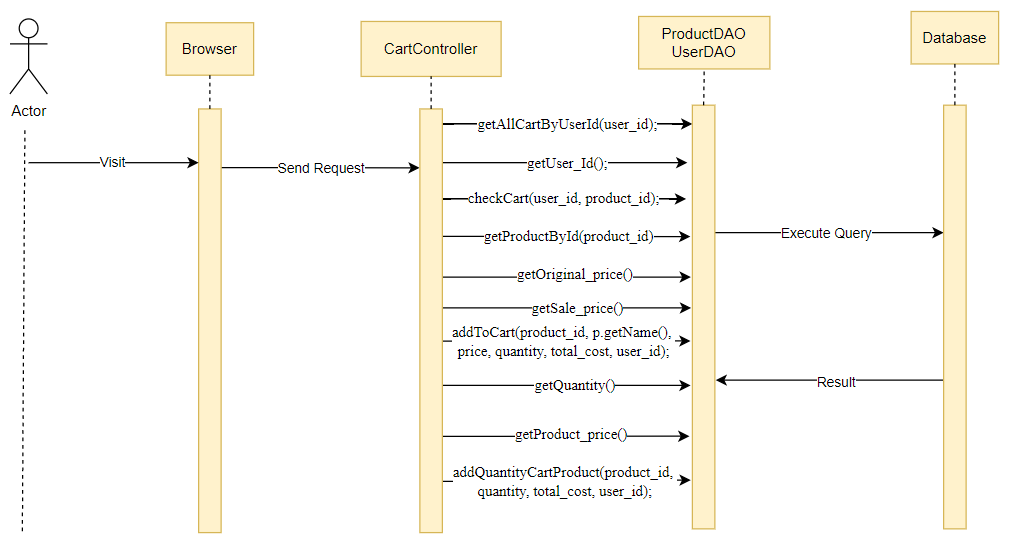 Browser
CartController
ProductDAO
UserDAO
Database
Actor
getAllCartByUserId(user_id);
Visit
Send Request
getUser_Id();
checkCart(user_id, product_id);
getProductById(product_id)
Execute Query
getOriginal_price()
getSale_price()
addToCart(product_id, p.getName(),
price, quantity, total_cost, user_id);
getQuantity()
Result
getProduct_price()
addQuantityCartProduct(product_id,
quantity, total_cost, user_id);